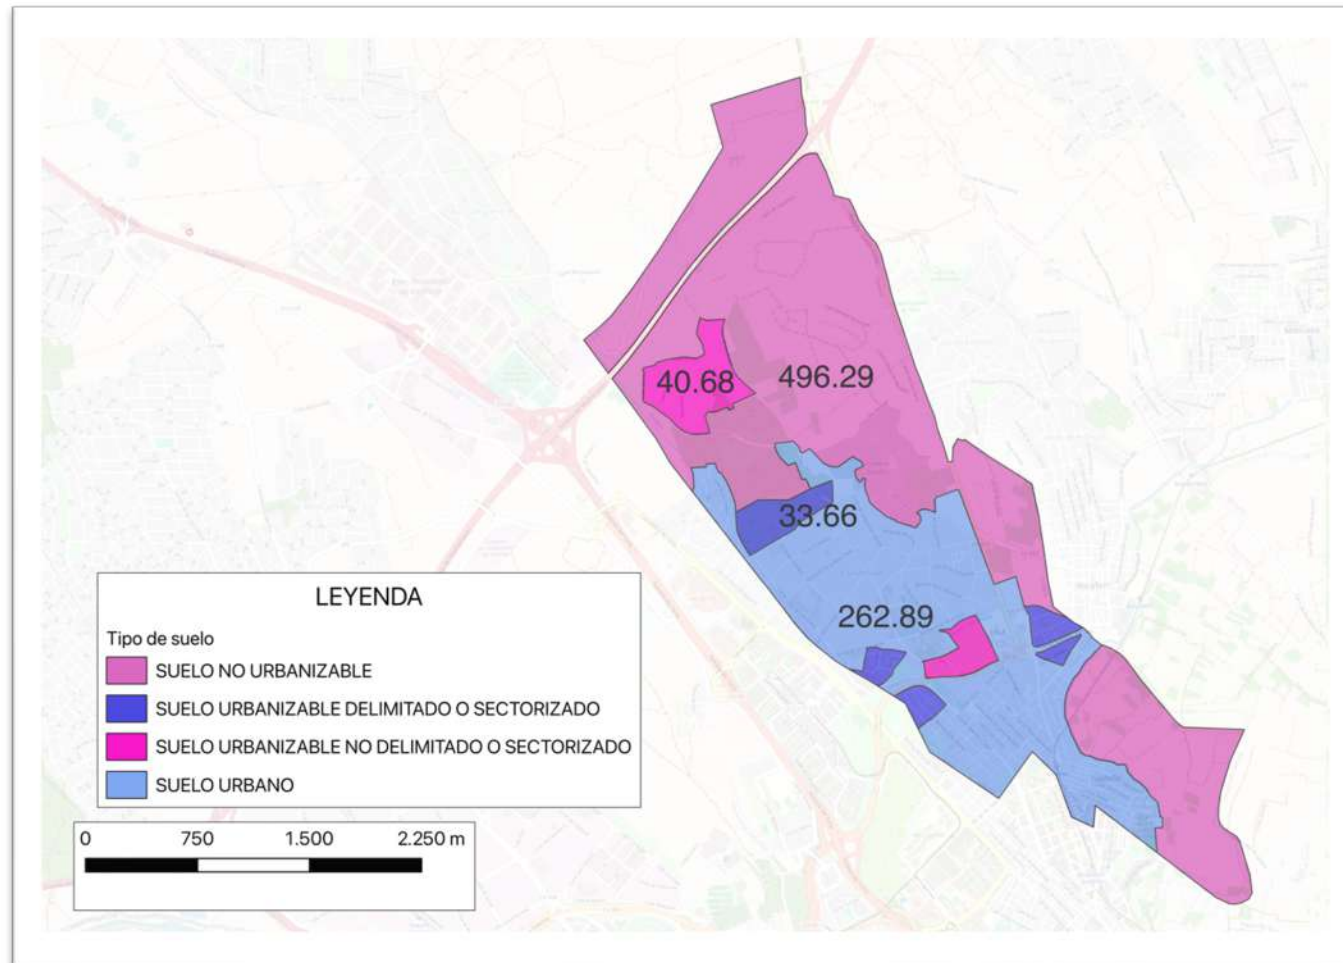 40.68
496.29
33.66
262.89
LEYENDA
Tipo de suelo
SUELO NO URBANIZABLE
SUELO URBANIZABLE DELIMITADO O SECTORIZADO
SUELO URBANIZABLE NO DELIMITADO O SECTORIZADO
SUELO URBANO
0 750 1.500 2.250 m